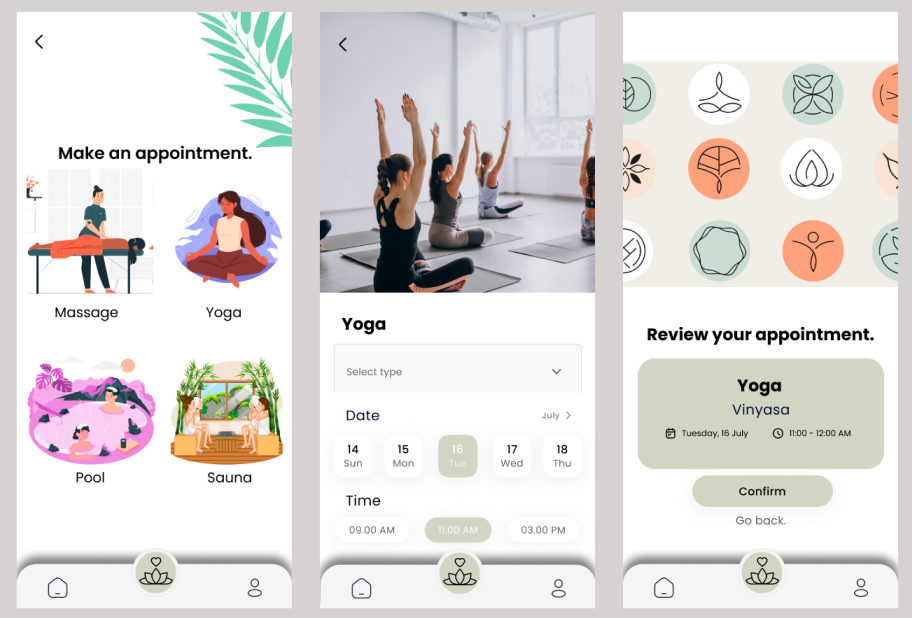 Make an appointment.
Massage
Yoga
Pool
Sauna
Yoga
Select type
Date
July
14
Sun
15
Mon
16
Tue
17
Wed
18
Thu
Time
09.00 AM
11.00 AM
03.00 PM
Review your appointment.
Yoga
Vinyasa
Tuesday, 16 July
11:00 - 12:00 AM
Confirm
Go back.